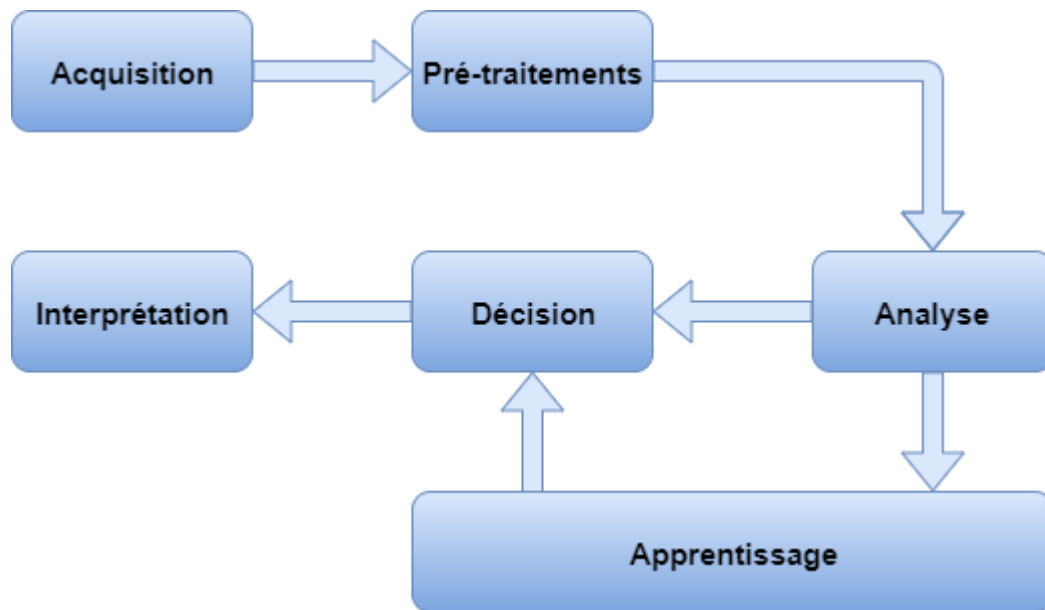 Acquisition
Pré-traitements
Interprétation
Décision
Analyse
Apprentissage